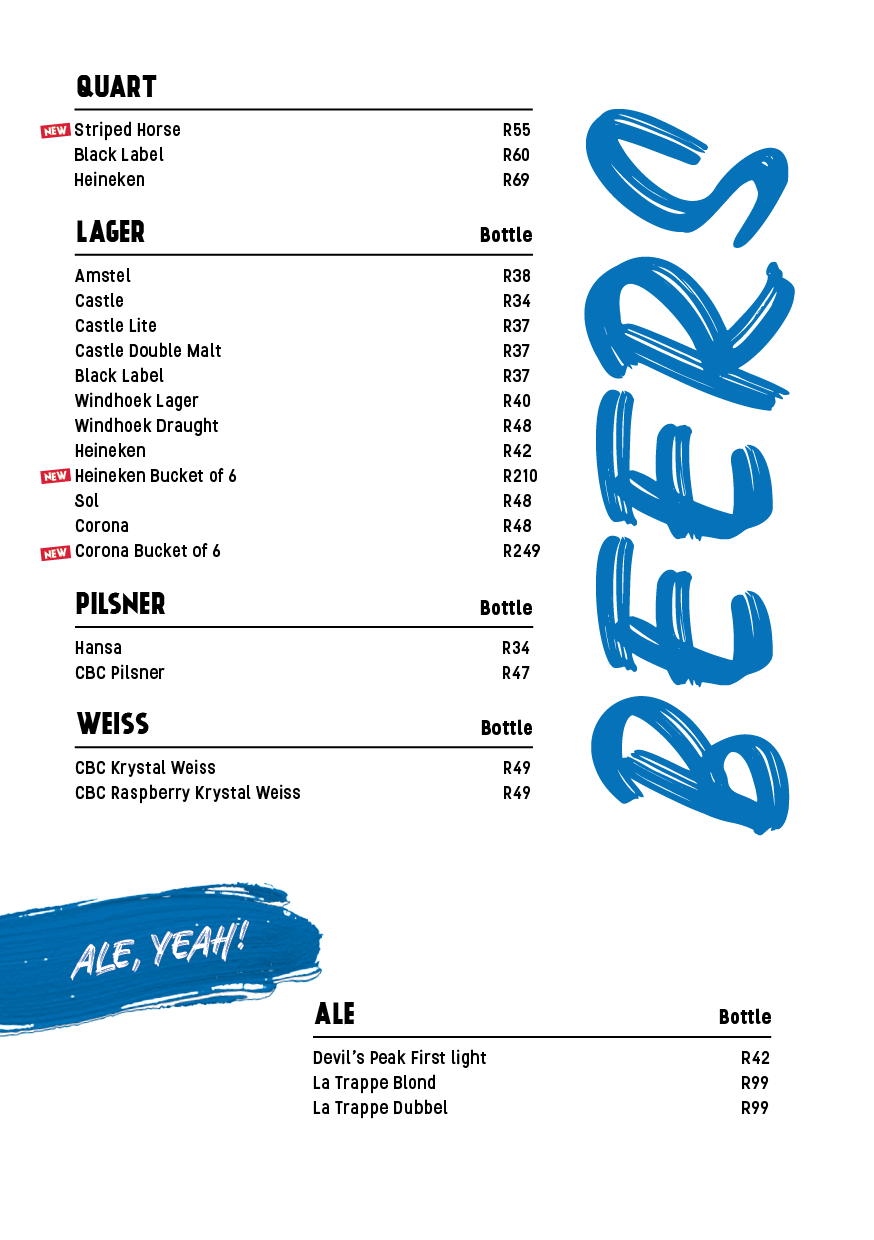 QUART
NEW Striped Horse R55
Black Label R60
Heineken R69
LAGER Bottle
Amstel R38
Castle R34
Castle Lite R37
Castle Double Malt R37
Black Label R37
Windhoek Lager R40
Windhoek Draught R48
Heineken R42
NEW Heineken Bucket of 6 R210
Sol R48
Corona R48
NEW Corona Bucket of 6 R249
PILSNER Bottle
Hansa R34
CBC Pilsner R47
WEISS Bottle
CBC Krystal Weiss R49
CBC Raspberry Krystal Weiss R49
BEERS
ALE, YEAH!
ALE Bottle
Devil’s Peak First light R42
La Trappe Blond R99
La Trappe Dubbel R99